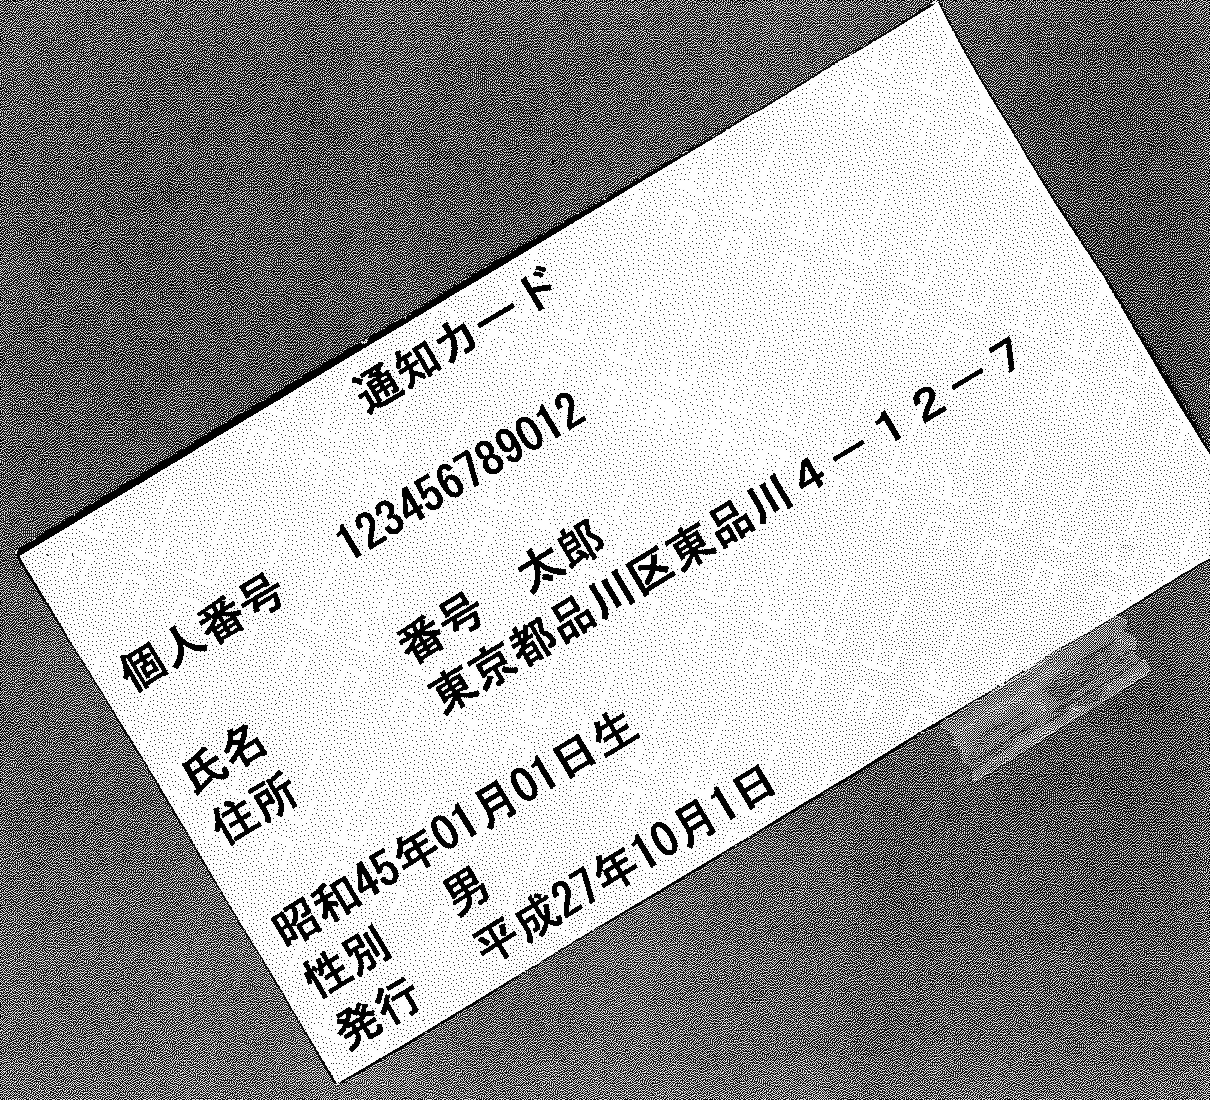 通知カード
個人番号 123456789012
氏名 番号 太郎
住所 東京都品川区東品川4-12-7
昭和45年01月01日生
性別 男
発行 平成27年10月1日